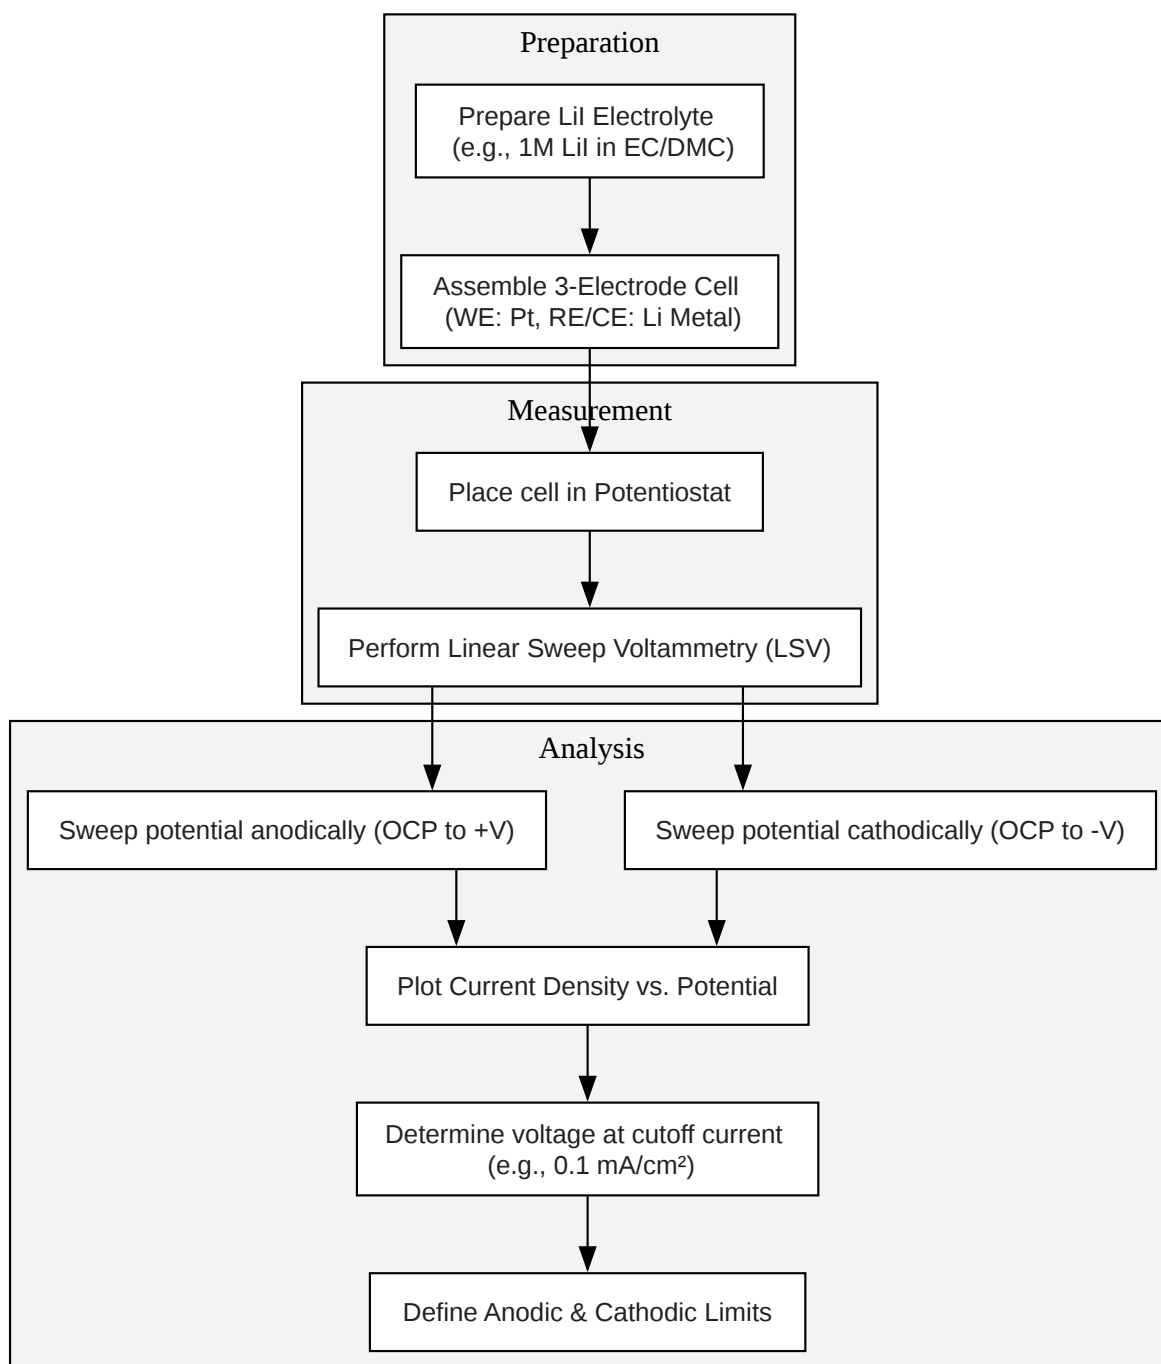 Preparation
Prepare LiI Electrolyte
(e.g., 1M LiI in EC/DMC)
Assemble 3-Electrode Cell
(WE: Pt, RE/CE: Li Metal)
Measurement
Place cell in Potentiostat
Perform Linear Sweep Voltammetry (LSV)
Analysis
Sweep potential anodically (OCP to +V)
Sweep potential cathodically (OCP to -V)
Plot Current Density vs. Potential
Determine voltage at cutoff current
(e.g., 0.1 mA/cm²)
Define Anodic & Cathodic Limits